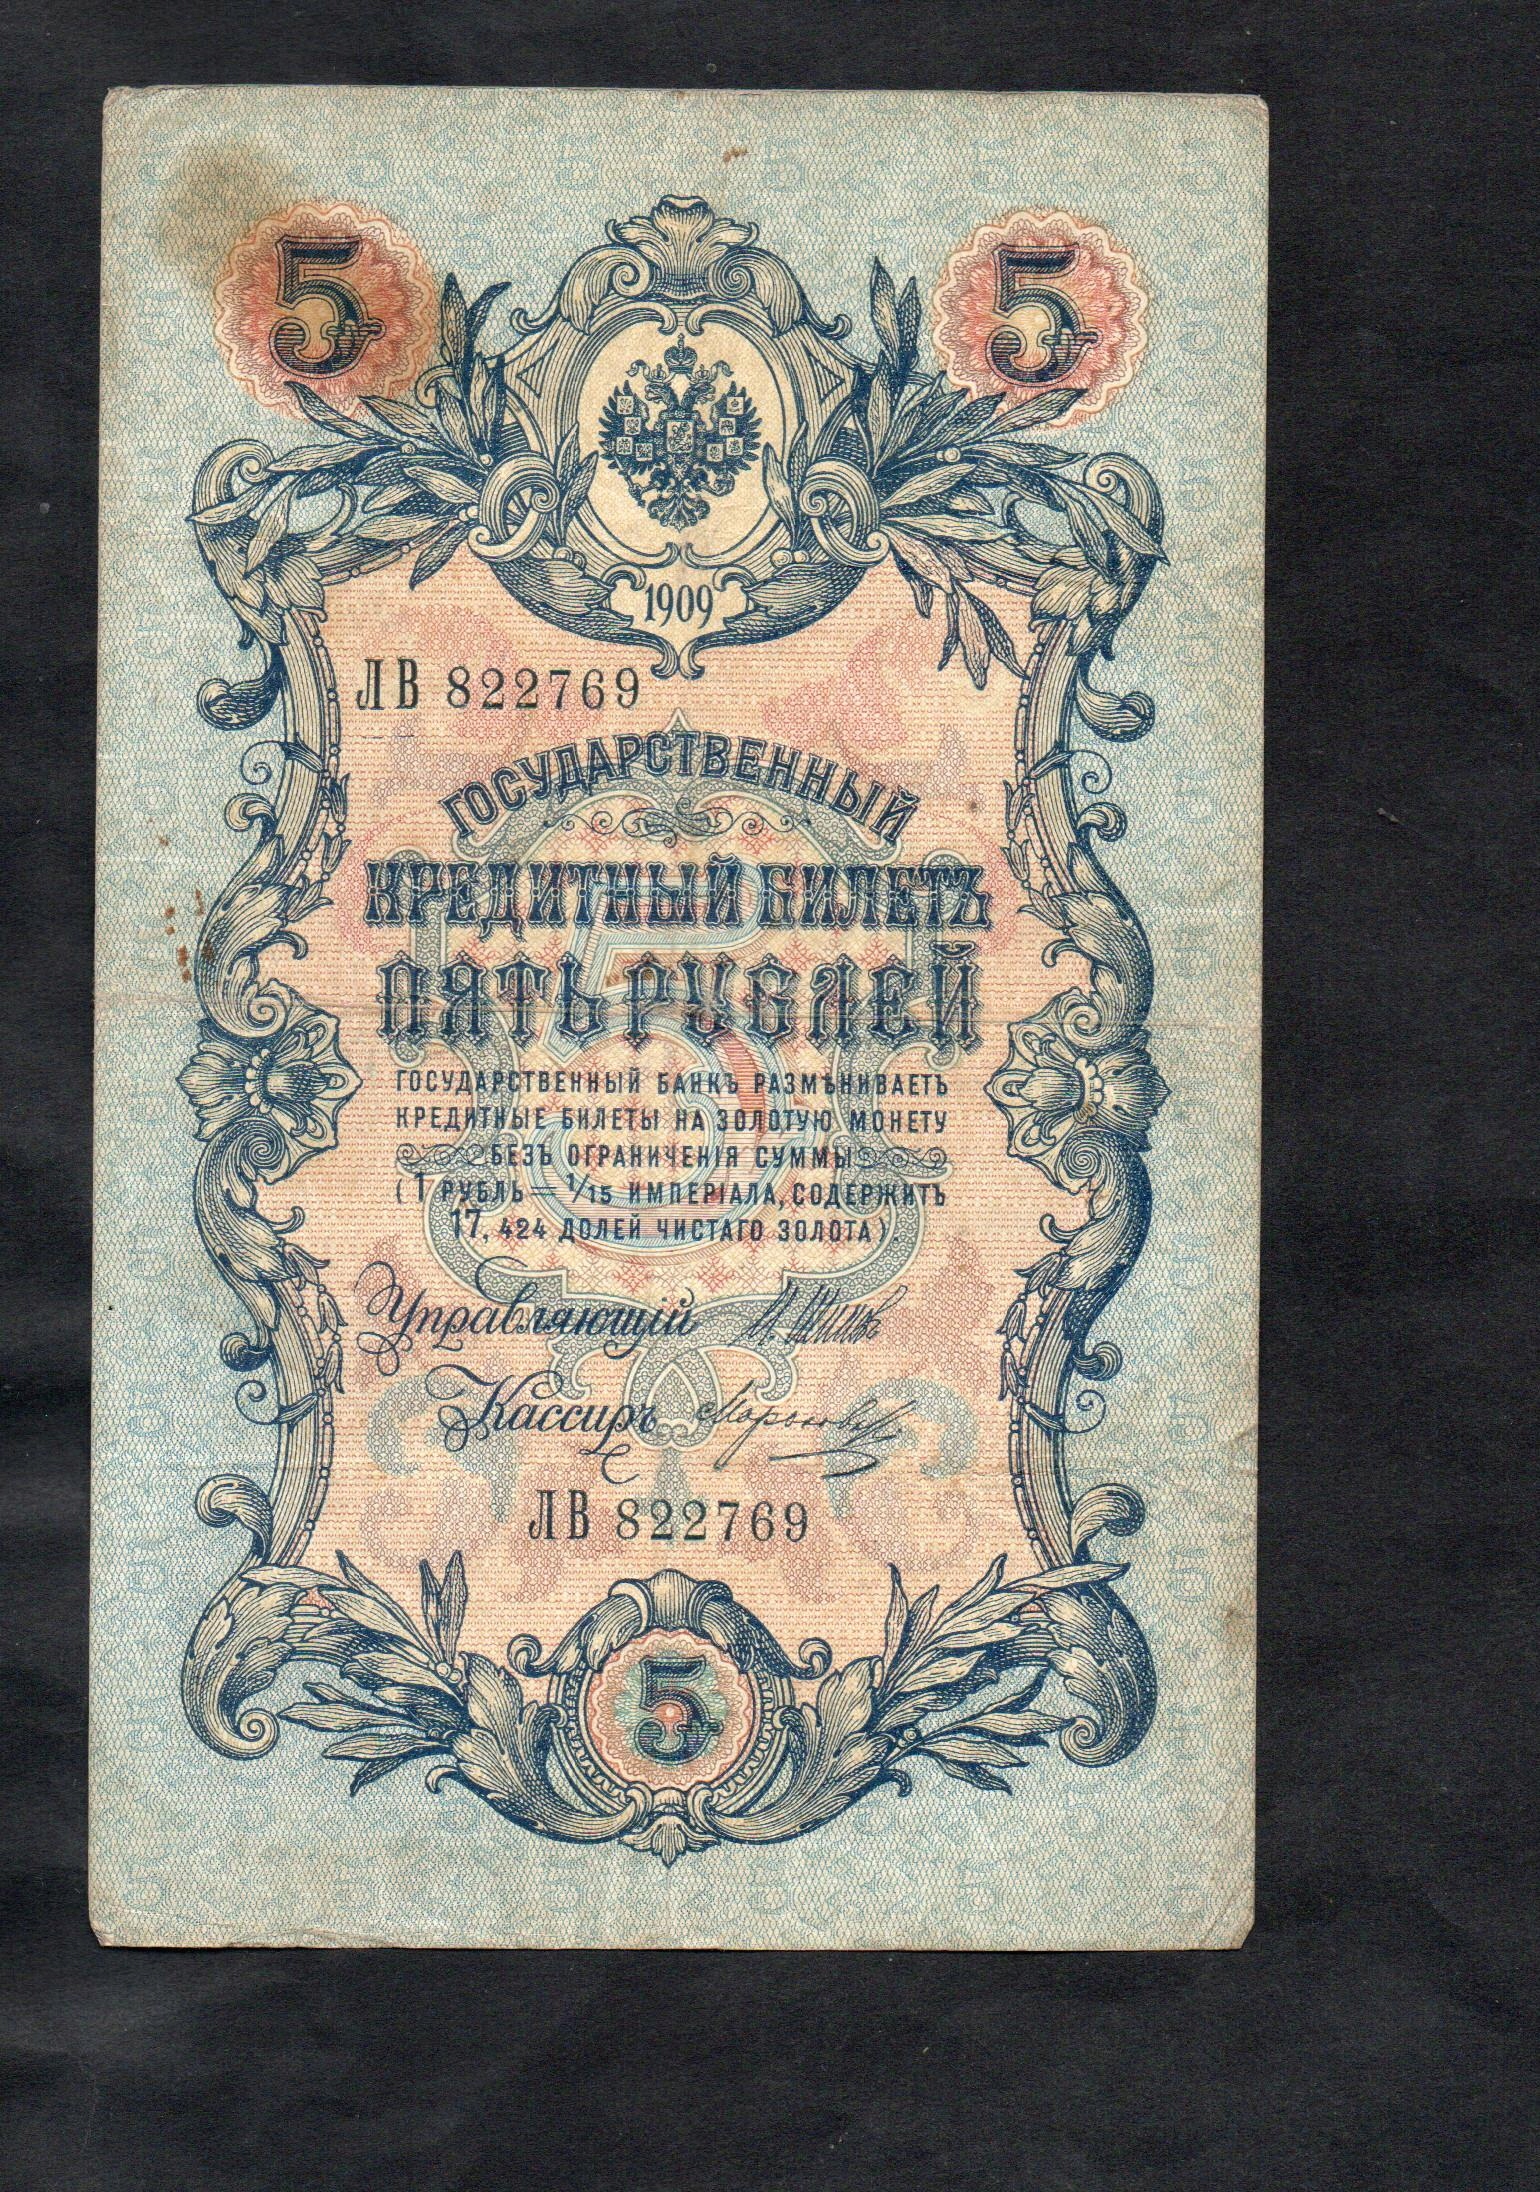 5 5
1909
ЛВ 822769
ГОСУДАРСТВЕННЫЙ
КРЕДИТНЫЙ БИЛЕТЪ
ПЯТЬ РУБЛЕЙ
ГОСУДАРСТВЕННЫЙ БАНКЪ РАЗМѢНИВАЕТЪ
КРЕДИТНЫЕ БИЛЕТЫ НА ЗОЛОТУЮ МОНЕТУ
БЕЗЪ ОГРАНИЧЕНІЯ СУММЫ
(1 РУБЛЬ = 1/15 ИМПЕРІАЛА, СОДЕРЖИТЪ
17, 424 ДОЛЕЙ ЧИСТАГО ЗОЛОТА).
Управляющій
Кассиръ
ЛВ 822769
5